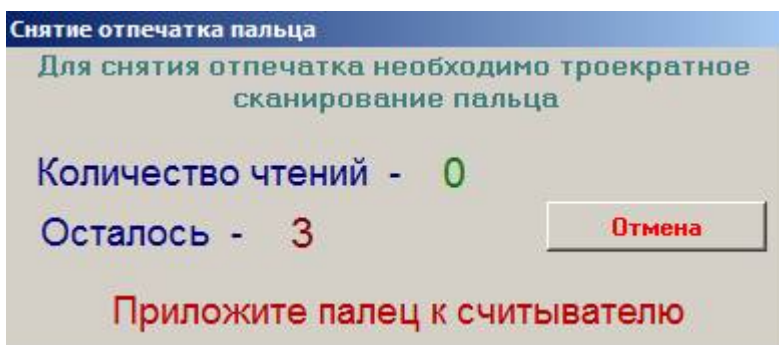 Снятие отпечатка пальца
Для снятия отпечатка необходимо троекратное
сканирование пальца
Количество чтений - 0
Осталось - 3
Отмена
Приложите палец к считывателю